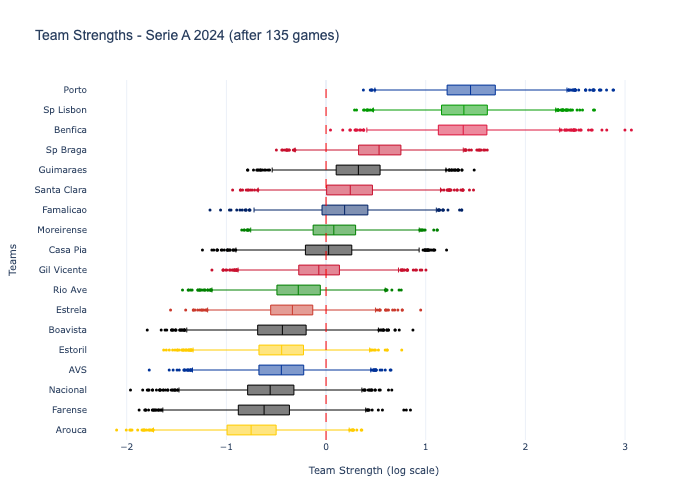 Team Strengths - Serie A 2024 (after 135 games)
Porto
Sp Lisbon
Benfica
Sp Braga
Guimaraes
Santa Clara
Famalicao
Moreirense
Casa Pia
Gil Vicente
Rio Ave
Estrela
Boavista
Estoril
AVS
Nacional
Farense
Arouca
Teams
−2 −1 0 1 2 3
Team Strength (log scale)